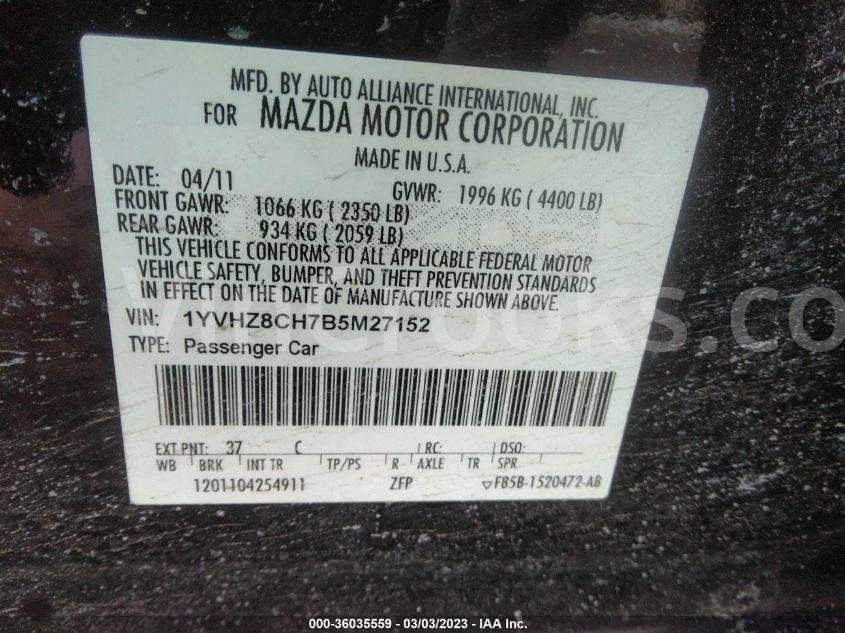 MFD. BY AUTO ALLIANCE INTERNATIONAL, INC.
FOR MAZDA MOTOR CORPORATION
MADE IN U.S.A.
DATE: 04/11 GVWR: 1996 KG ( 4400 LB)
FRONT GAWR: 1066 KG ( 2350 LB)
REAR GAWR: 934 KG ( 2059 LB)
THIS VEHICLE CONFORMS TO ALL APPLICABLE FEDERAL MOTOR
VEHICLE SAFETY, BUMPER, AND THEFT PREVENTION STANDARDS
IN EFFECT ON THE DATE OF MANUFACTURE SHOWN ABOVE.
VIN: 1YVHZ8CH7B5M27152
TYPE: Passenger Car
EXT PNT: 37 C RC: DSO:
WB BRK INT TR TP/PS R AXLE TR SPR
1201104254911 ZFP F85B-1520472-AB
000-36035559 — 03/03/2023 — IAA Inc.